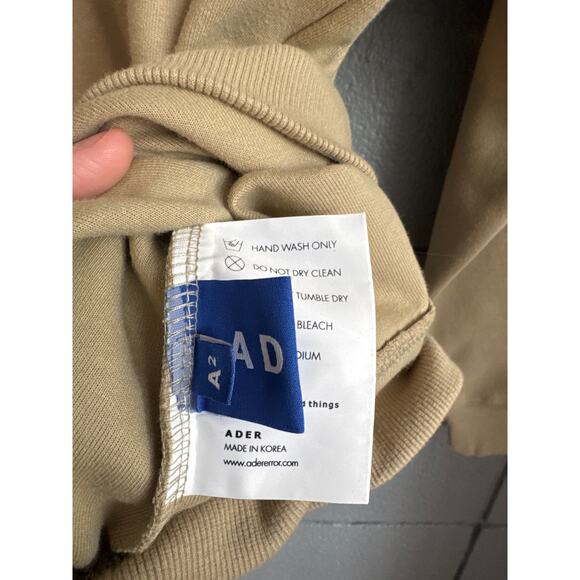 HAND WASH ONLY
DO NOT DRY CLEAN
TUMBLE DRY
BLEACH
AD
A2
things
ADER
MADE IN KOREA
www.adererror.com